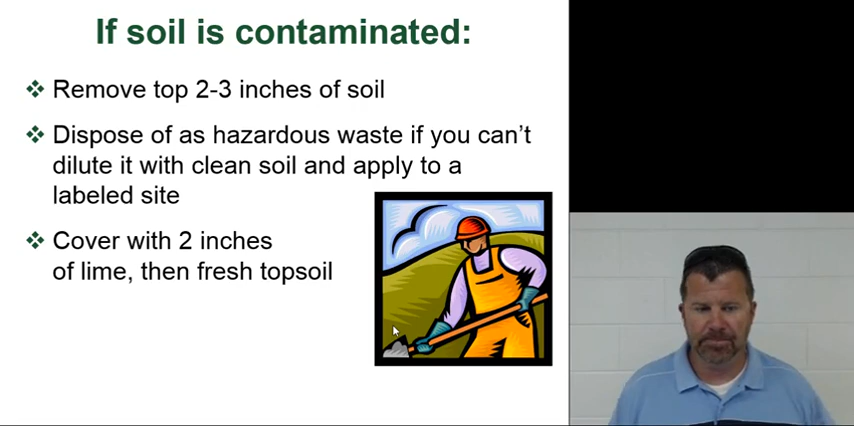 If soil is contaminated:
❖ Remove top 2-3 inches of soil
❖ Dispose of as hazardous waste if you can't
dilute it with clean soil and apply to a
labeled site
❖ Cover with 2 inches
of lime, then fresh topsoil